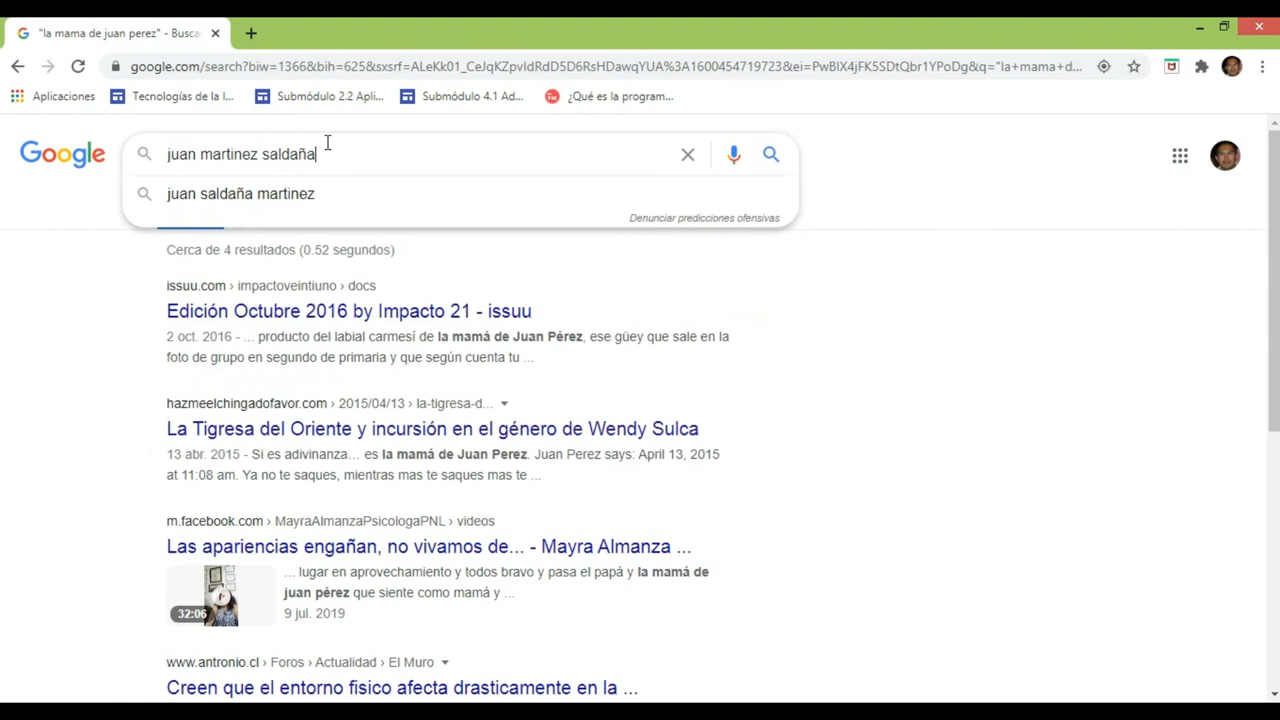 "la mama de juan perez" - Busca
google.com/search?biw=1366&bih=625&sxsrf=ALeKk01_CeJqKZpvldRdD5D6RsHDawqYUA%3A1600454719723&ei=PwBlX4jFK5SDtQbr1YPoDg&q="la+mama+d...
Aplicaciones
Tecnologías de la I...
Submódulo 2.2 Apli...
Submódulo 4.1 Ad...
¿Qué es la program...
Google
juan martinez saldaña
juan saldaña martinez
Denunciar predicciones ofensivas
Cerca de 4 resultados (0.52 segundos)
issuu.com › impactoveintiuno › docs
Edición Octubre 2016 by Impacto 21 - issuu
2 oct. 2016 - ... producto del labial carmesí de la mamá de Juan Pérez, ese güey que sale en la
foto de grupo en segundo de primaria y que según cuenta tu ...
hazmeelchingadofavor.com › 2015/04/13 › la-tigresa-d...
La Tigresa del Oriente y incursión en el género de Wendy Sulca
13 abr. 2015 - Si es adivinanza... es la mamá de Juan Perez. Juan Perez says: April 13, 2015
at 11:08 am. Ya no te saques, mientras mas te saques mas te ...
m.facebook.com › MayraAlmanzaPsicologaPNL › videos
Las apariencias engañan, no vivamos de... - Mayra Almanza ...
... lugar en aprovechamiento y todos bravo y pasa el papá y la mamá de
juan pérez que siente como mamá y ...
32:06
9 jul. 2019
www.antronio.cl › Foros › Actualidad › El Muro
Creen que el entorno fisico afecta drasticamente en la ...